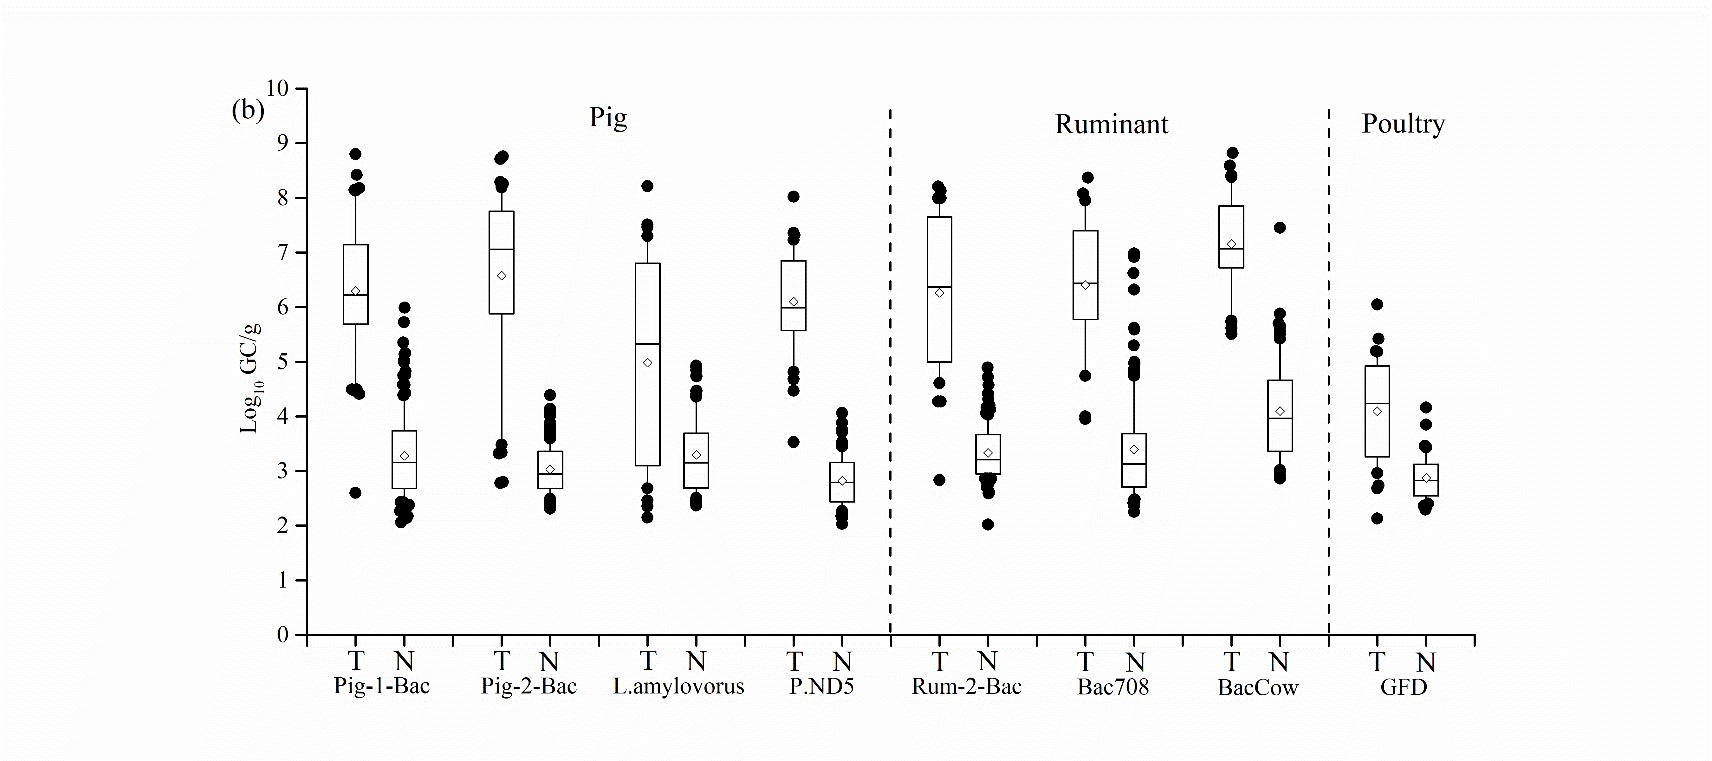 (b)
Pig
Ruminant
Poultry
Log10 GC/g
10
9
8
7
6
5
4
3
2
1
0
T N T N T N T N T N T N T N T N
Pig-1-Bac Pig-2-Bac L.amylovorus P.ND5 Rum-2-Bac Bac708 BacCow GFD